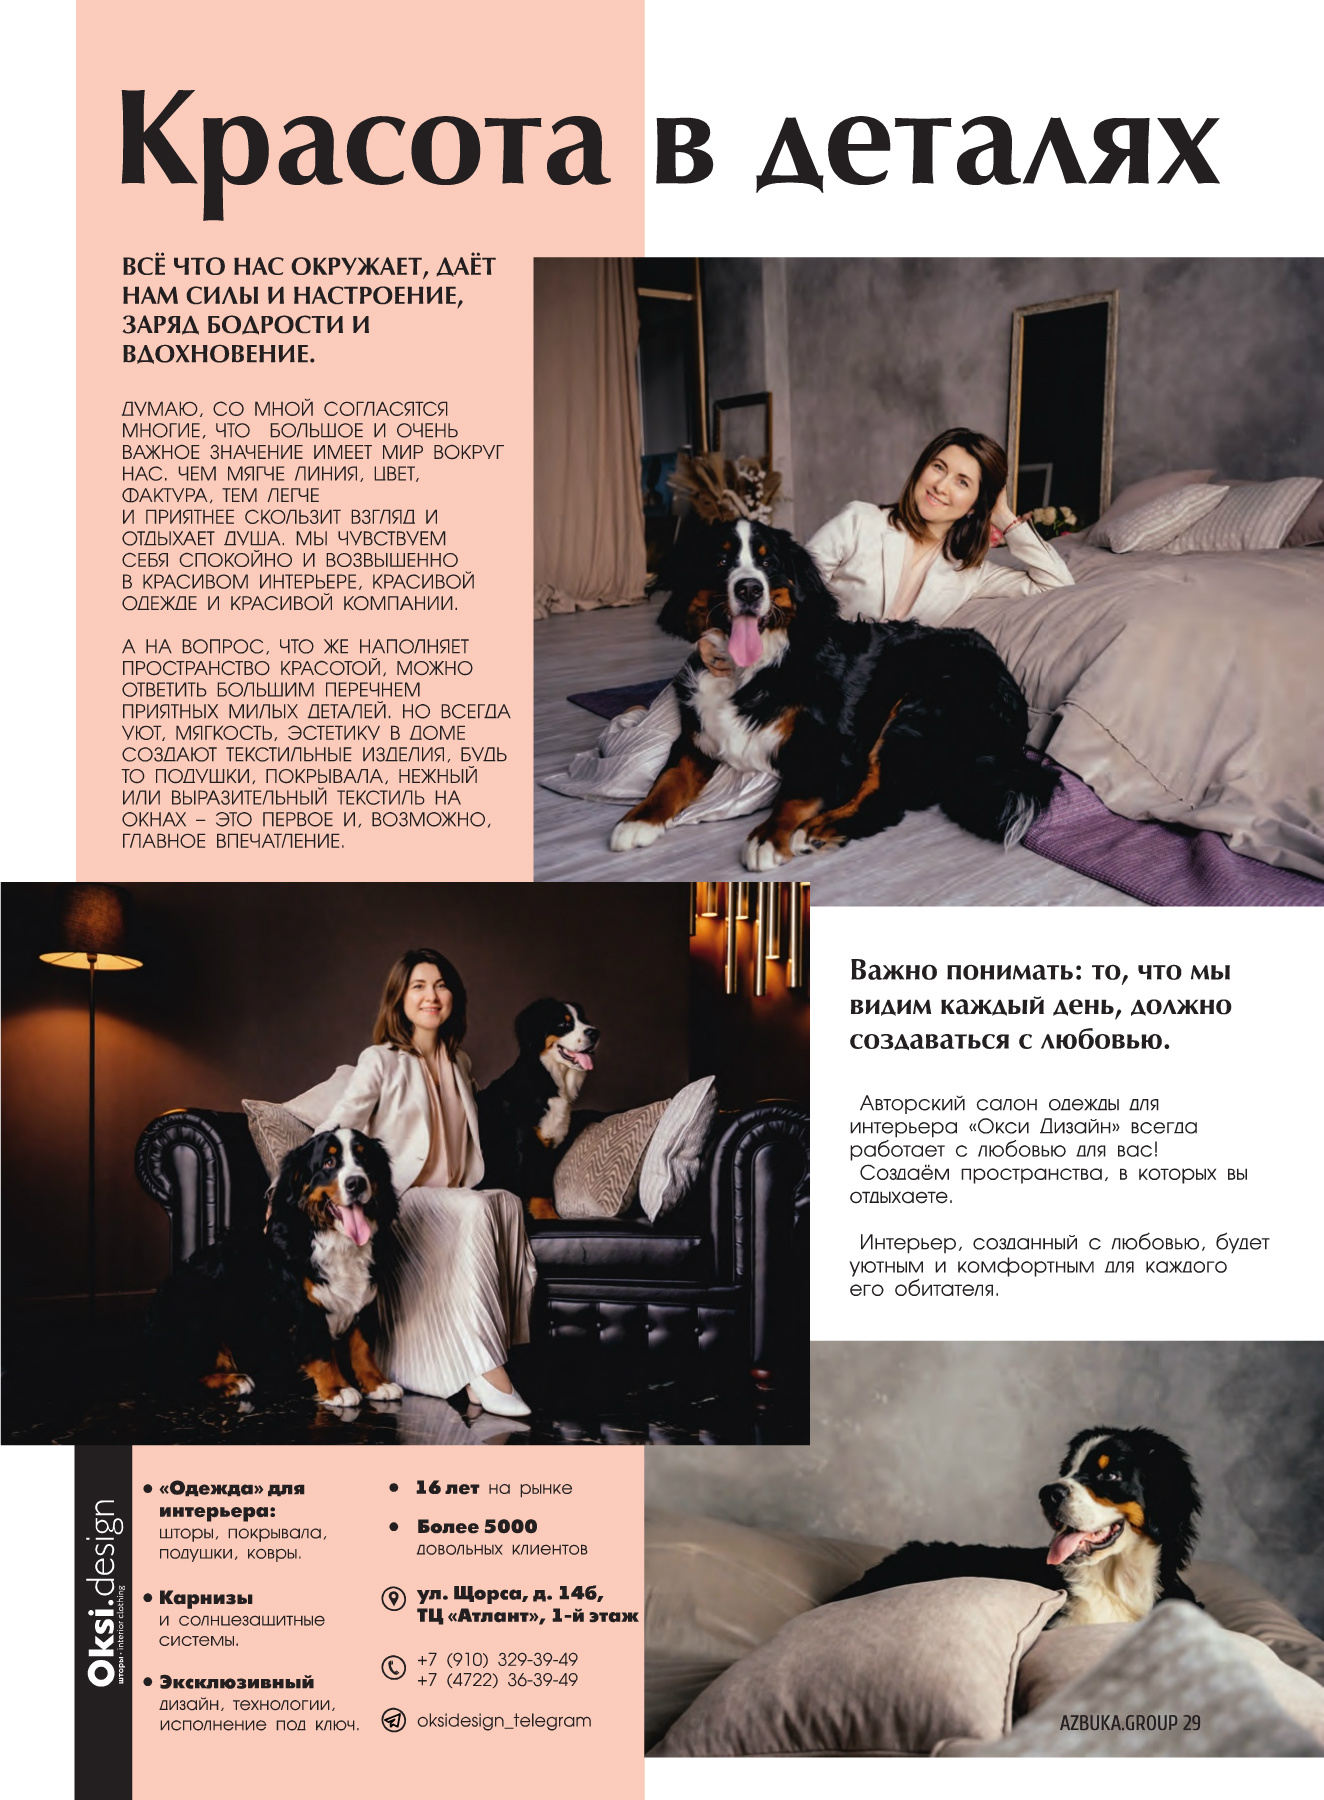 Красота в деталях
ВСЁ ЧТО НАС ОКРУЖАЕТ, ДАЁТ
НАМ СИЛЫ И НАСТРОЕНИЕ,
ЗАРЯД БОДРОСТИ И
ВДОХНОВЕНИЕ.
ДУМАЮ, СО МНОЙ СОГЛАСЯТСЯ
МНОГИЕ, ЧТО БОЛЬШОЕ И ОЧЕНЬ
ВАЖНОЕ ЗНАЧЕНИЕ ИМЕЕТ МИР ВОКРУГ
НАС. ЧЕМ МЯГЧЕ ЛИНИЯ, ЦВЕТ,
ФАКТУРА, ТЕМ ЛЕГЧЕ
И ПРИЯТНЕЕ СКОЛЬЗИТ ВЗГЛЯД И
ОТДЫХАЕТ ДУША. МЫ ЧУВСТВУЕМ
СЕБЯ СПОКОЙНО И ВОЗВЫШЕННО
В КРАСИВОМ ИНТЕРЬЕРЕ, КРАСИВОЙ
ОДЕЖДЕ И КРАСИВОЙ КОМПАНИИ.
А НА ВОПРОС, ЧТО ЖЕ НАПОЛНЯЕТ
ПРОСТРАНСТВО КРАСОТОЙ, МОЖНО
ОТВЕТИТЬ БОЛЬШИМ ПЕРЕЧНЕМ
ПРИЯТНЫХ МИЛЫХ ДЕТАЛЕЙ. НО ВСЕГДА
УЮТ, МЯГКОСТЬ, ЭСТЕТИКУ В ДОМЕ
СОЗДАЮТ ТЕКСТИЛЬНЫЕ ИЗДЕЛИЯ, БУДЬ
ТО ПОДУШКИ, ПОКРЫВАЛА, НЕЖНЫЙ
ИЛИ ВЫРАЗИТЕЛЬНЫЙ ТЕКСТИЛЬ НА
ОКНАХ – ЭТО ПЕРВОЕ И, ВОЗМОЖНО,
ГЛАВНОЕ ВПЕЧАТЛЕНИЕ.
Важно понимать: то, что мы
видим каждый день, должно
создаваться с любовью.
Авторский салон одежды для
интерьера «Окси Дизайн» всегда
работает с любовью для вас!
Создаём пространства, в которых вы
отдыхаете.
Интерьер, созданный с любовью, будет
уютным и комфортным для каждого
его обитателя.
Oksi.design
шторы · interior clothing
• «Одежда» для
интерьера:
шторы, покрывала,
подушки, ковры.
• Карнизы
и солнцезащитные
системы.
• Эксклюзивный
дизайн, технологии,
исполнение под ключ.
• 16 лет на рынке
• Более 5000
довольных клиентов
ул. Щорса, д. 14б,
ТЦ «Атлант», 1-й этаж
+7 (910) 329-39-49
+7 (4722) 36-39-49
oksidesign_telegram
AZBUKA.GROUP 29